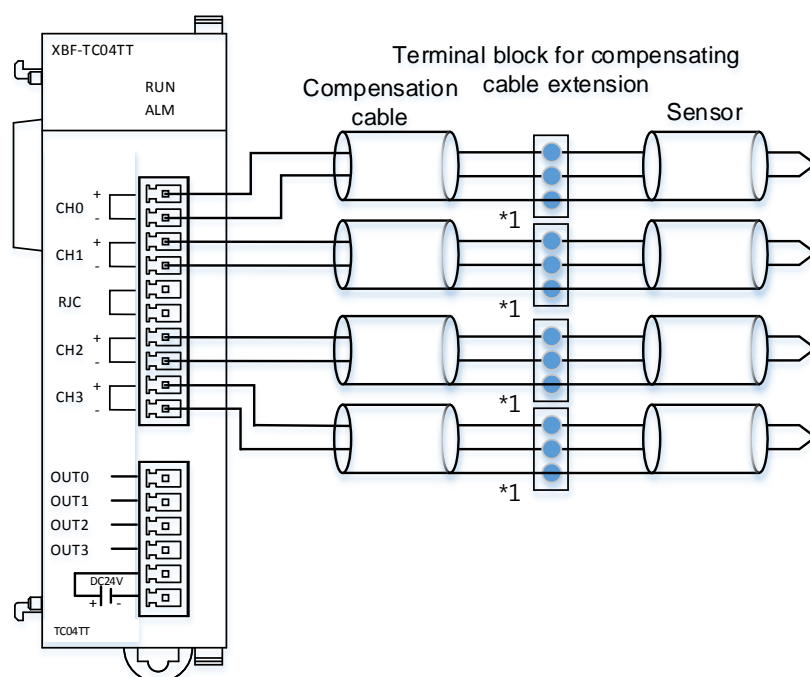 XBF-TC04TT
RUN
ALM
Terminal block for compensating
cable extension
Compensation
cable
Sensor
+
CH0
-
*1
+
CH1
-
*1
RJC
+
CH2
-
*1
+
CH3
-
*1
OUT0
OUT1
OUT2
OUT3
DC24V
+ -
TC04TT